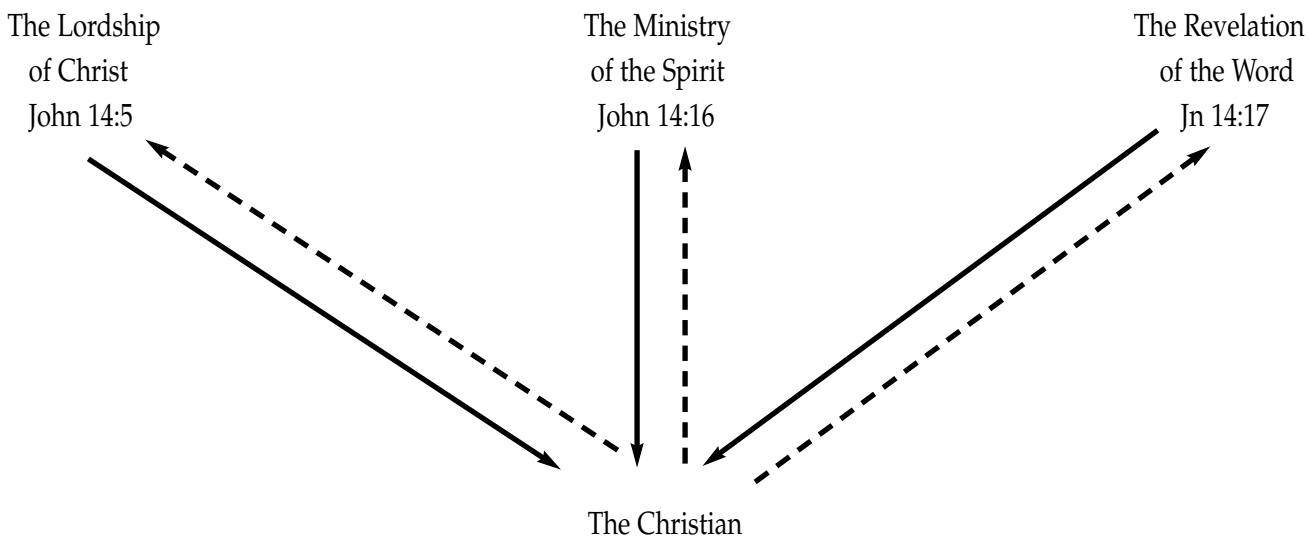 The Lordship
of Christ
John 14:5
The Ministry
of the Spirit
John 14:16
The Revelation
of the Word
Jn 14:17
The Christian